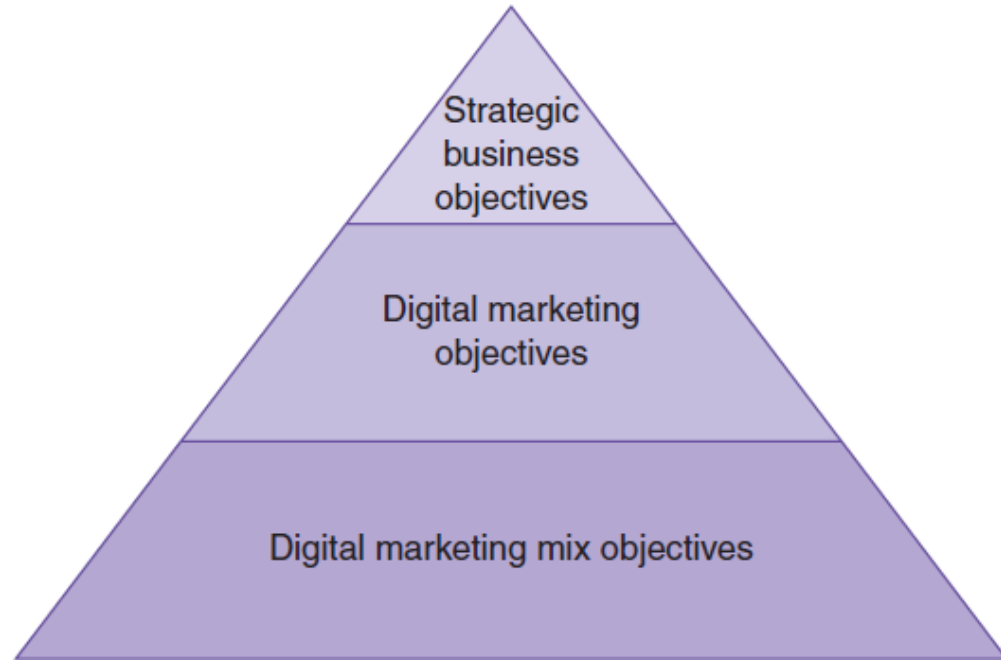 Strategic
business
objectives
Digital marketing
objectives
Digital marketing mix objectives